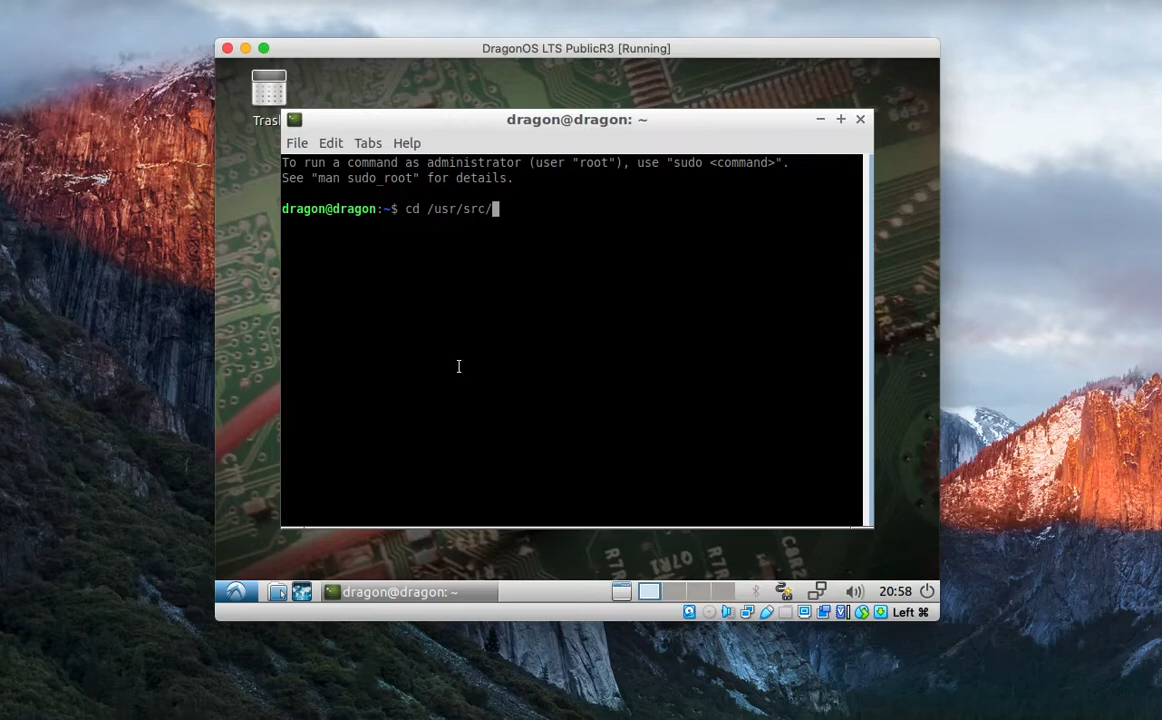 DragonOS LTS PublicR3 [Running]
Tras
dragon@dragon: ~
File Edit Tabs Help
To run a command as administrator (user "root"), use "sudo <command>".
See "man sudo_root" for details.
dragon@dragon:~$ cd /usr/src/
dragon@dragon: ~
20:58
Left ⌘